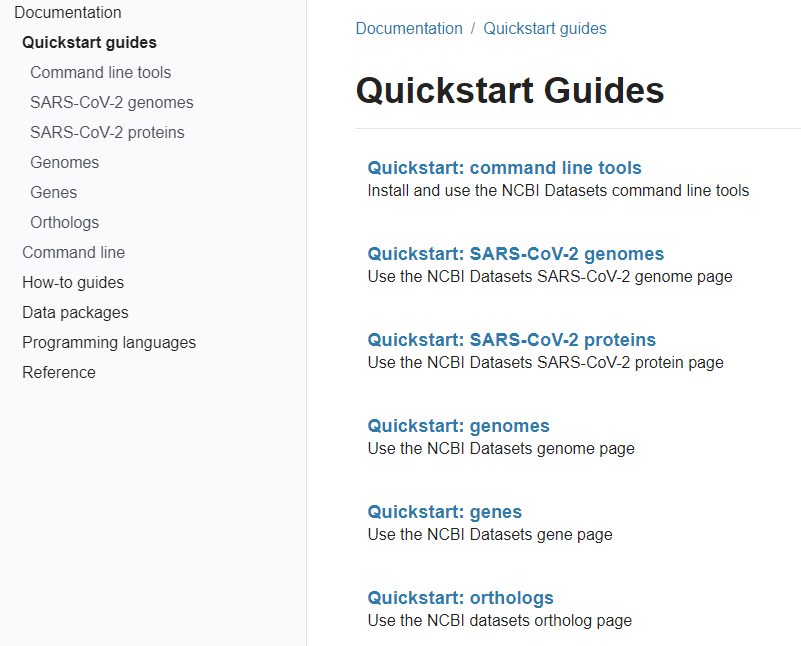 Documentation
Quickstart guides
Command line tools
SARS-CoV-2 genomes
SARS-CoV-2 proteins
Genomes
Genes
Orthologs
Command line
How-to guides
Data packages
Programming languages
Reference
Documentation / Quickstart guides
Quickstart Guides
Quickstart: command line tools
Install and use the NCBI Datasets command line tools
Quickstart: SARS-CoV-2 genomes
Use the NCBI Datasets SARS-CoV-2 genome page
Quickstart: SARS-CoV-2 proteins
Use the NCBI Datasets SARS-CoV-2 protein page
Quickstart: genomes
Use the NCBI Datasets genome page
Quickstart: genes
Use the NCBI Datasets gene page
Quickstart: orthologs
Use the NCBI datasets ortholog page